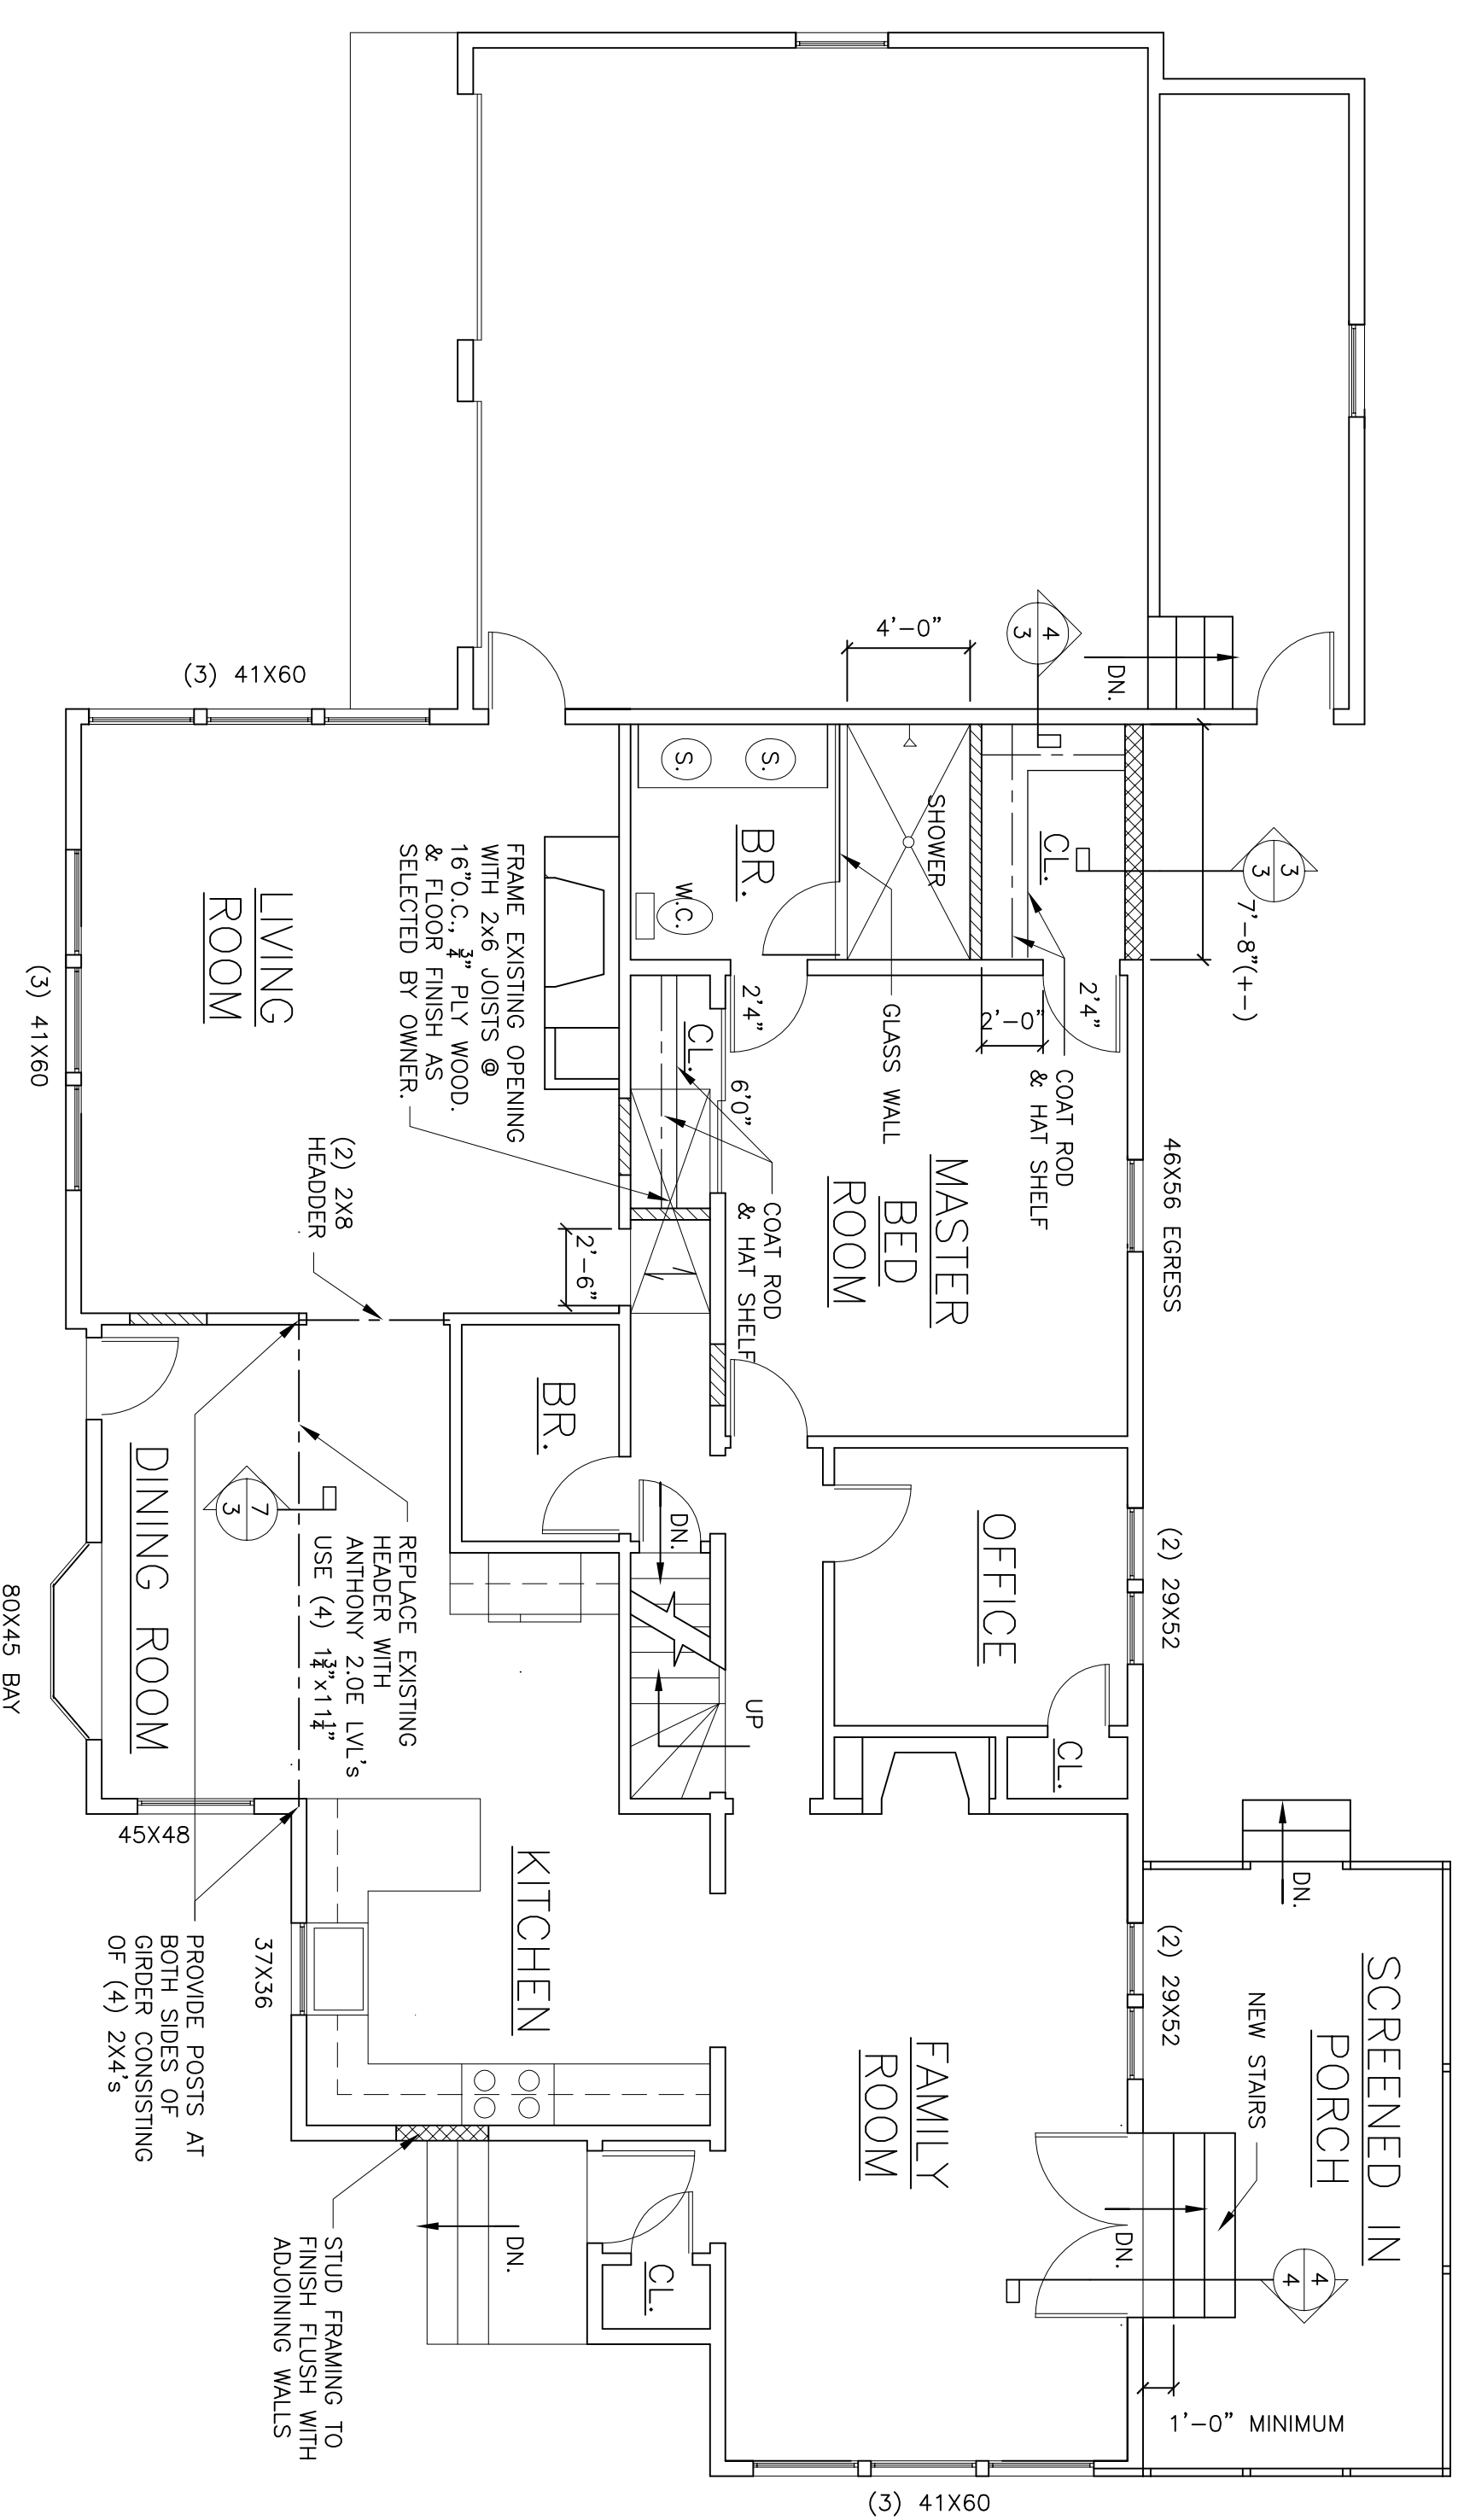 SCREENED IN
PORCH
NEW STAIRS
DN.
DN.
4
4
1'-0" MINIMUM
(2) 29X52
(2) 29X52
46X56 EGRESS
7'-8"(+-)
3
3
DN.
4
3
4'-0"
CL.
2'4"
2'-0"
COAT ROD
& HAT SHELF
SHOWER
GLASS WALL
BR.
S.
S.
W.C.
2'4"
CL.
6'0"
COAT ROD
& HAT SHELF
MASTER
BED
ROOM
OFFICE
CL.
FAMILY
ROOM
(3) 41X60
UP
DN.
2'-6"
BR.
KITCHEN
CL.
DN.
FRAME EXISTING OPENING
WITH 2x6 JOISTS @
16"O.C., 3/4" PLY WOOD.
& FLOOR FINISH AS
SELECTED BY OWNER.
LIVING
ROOM
(3) 41X60
(3) 41X60
(2) 2X8
HEADDER
REPLACE EXISTING
HEADER WITH
ANTHONY 2.0E LVL's
USE (4) 1 3/4"x11 1/4"
7
3
DINING ROOM
80X45 BAY
45X48
37X36
PROVIDE POSTS AT
BOTH SIDES OF
GIRDER CONSISTING
OF (4) 2X4's
STUD FRAMING TO
FINISH FLUSH WITH
ADJOINING WALLS